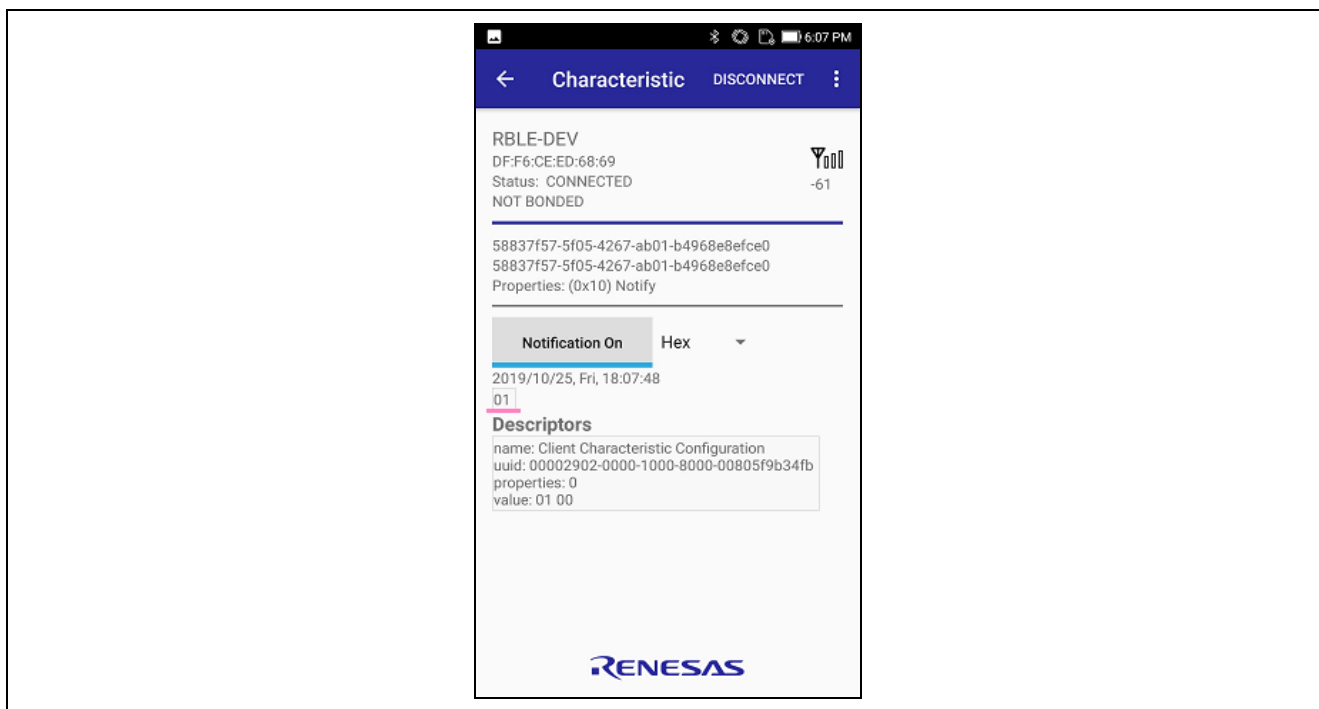 6:07 PM
Characteristic DISCONNECT
RBLE-DEV
DF:F6:CE:ED:68:69
Status: CONNECTED
-61
NOT BONDED
58837f57-5f05-4267-ab01-b4968e8efce0
58837f57-5f05-4267-ab01-b4968e8efce0
Properties: (0x10) Notify
Notification On Hex
2019/10/25, Fri, 18:07:48
01
Descriptors
name: Client Characteristic Configuration
uuid: 00002902-0000-1000-8000-00805f9b34fb
properties: 0
value: 01 00
RENESAS